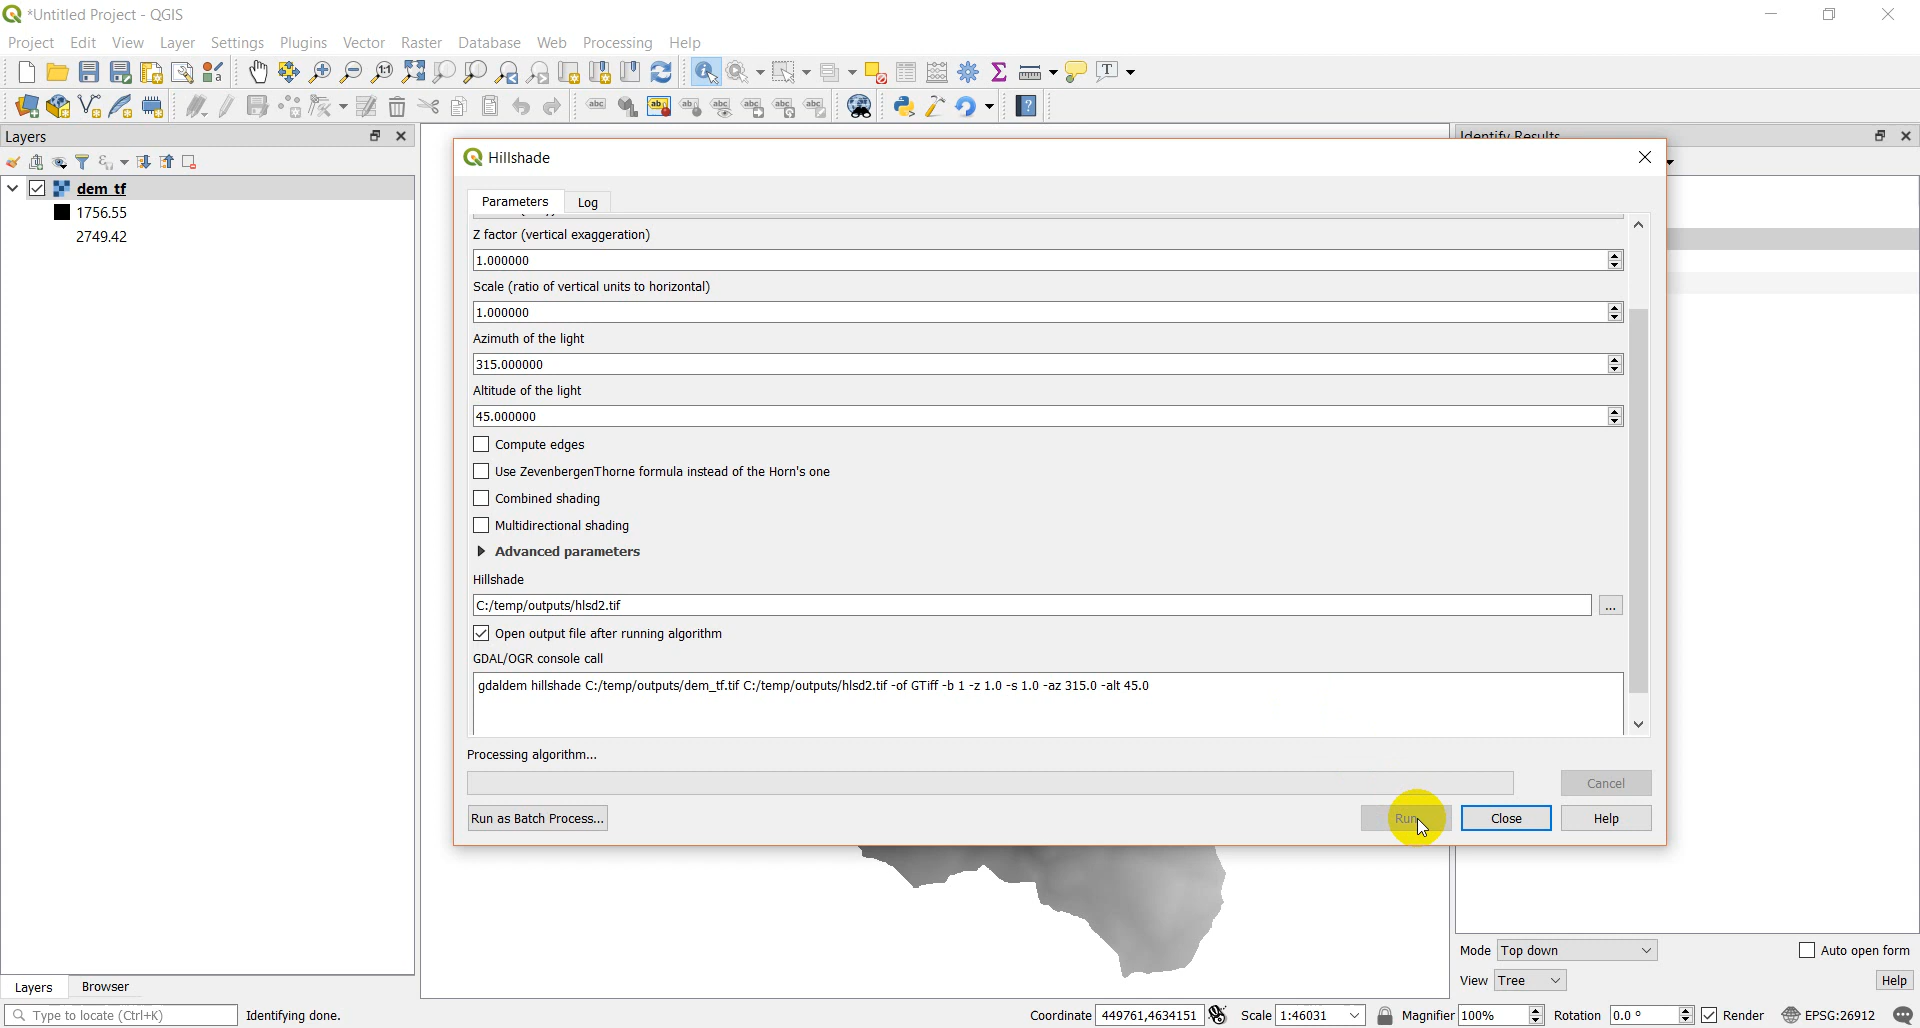 *Untitled Project - QGIS
Project Edit View Layer Settings Plugins Vector Raster Database Web Processing Help
Layers
dem_tf
1756.55
2749.42
Identify Results
Hillshade
Parameters Log
Z factor (vertical exaggeration)
1.000000
Scale (ratio of vertical units to horizontal)
1.000000
Azimuth of the light
315.000000
Altitude of the light
45.000000
Compute edges
Use ZevenbergenThorne formula instead of the Horn's one
Combined shading
Multidirectional shading
Advanced parameters
Hillshade
C:/temp/outputs/hlsd2.tif
...
Open output file after running algorithm
GDAL/OGR console call
gdaldem hillshade C:/temp/outputs/dem_tf.tif C:/temp/outputs/hlsd2.tif -of GTiff -b 1 -z 1.0 -s 1.0 -az 315.0 -alt 45.0
Processing algorithm...
Cancel
Run as Batch Process... Run Close Help
Mode Top down Auto open form
View Tree Help
Layers Browser
Type to locate (Ctrl+K) Identifying done. Coordinate 449761,4634151 Scale 1:46031 Magnifier 100% Rotation 0.0 ° Render EPSG:26912